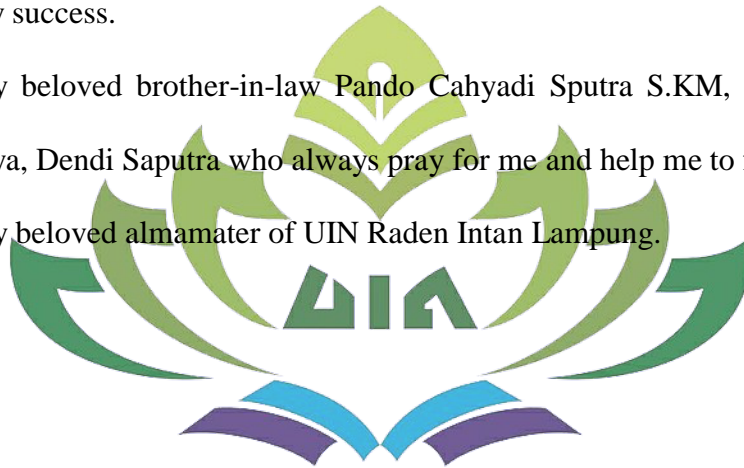 y success.
y beloved brother-in-law Pando Cahyadi Sputra S.KM,
va, Dendi Saputra who always pray for me and help me to
y beloved almamater of UIN Raden Intan Lampung.
UIN